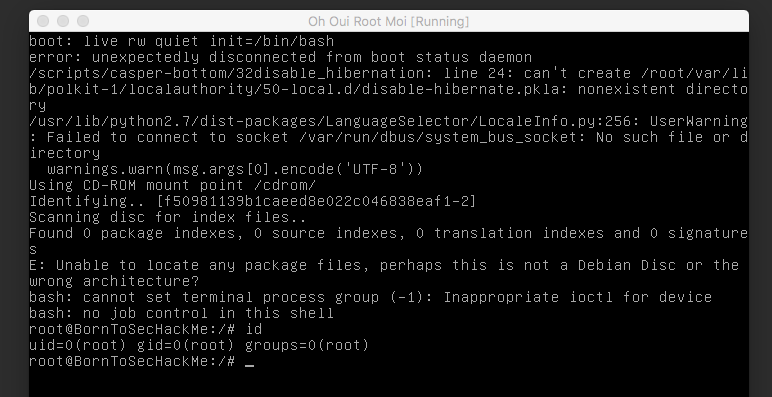 Oh Oui Root Moi [Running]
boot: live rw quiet init=/bin/bash
error: unexpectedly disconnected from boot status daemon
/scripts/casper-bottom/32disable_hibernation: line 24: can't create /root/var/li
b/polkit-1/localauthority/50-local.d/disable-hibernate.pkla: nonexistent directo
ry
/usr/lib/python2.7/dist-packages/LanguageSelector/LocaleInfo.py:256: UserWarning
: Failed to connect to socket /var/run/dbus/system_bus_socket: No such file or d
irectory
  warnings.warn(msg.args[0].encode('UTF-8'))
Using CD-ROM mount point /cdrom/
Identifying.. [f50981139b1caeed8e022c046838eaf1-2]
Scanning disc for index files..
Found 0 package indexes, 0 source indexes, 0 translation indexes and 0 signature
s
E: Unable to locate any package files, perhaps this is not a Debian Disc or the
wrong architecture?
bash: cannot set terminal process group (-1): Inappropriate ioctl for device
bash: no job control in this shell
root@BornToSecHackMe:/# id
uid=0(root) gid=0(root) groups=0(root)
root@BornToSecHackMe:/# _